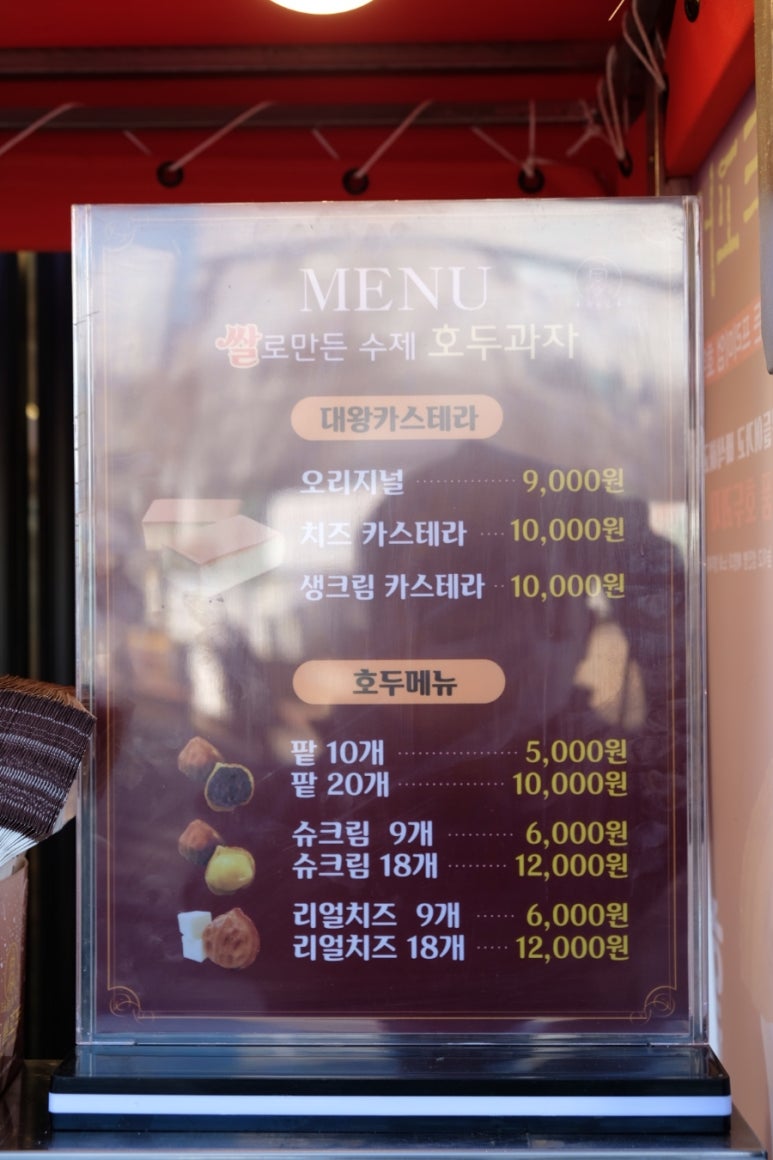 MENU
쌀로만든 수제 호두과자
대왕카스테라
오리지널 9,000원
치즈 카스테라 10,000원
생크림 카스테라 10,000원
호두메뉴
팥 10개 5,000원
팥 20개 10,000원
슈크림 9개 6,000원
슈크림 18개 12,000원
리얼치즈 9개 6,000원
리얼치즈 18개 12,000원